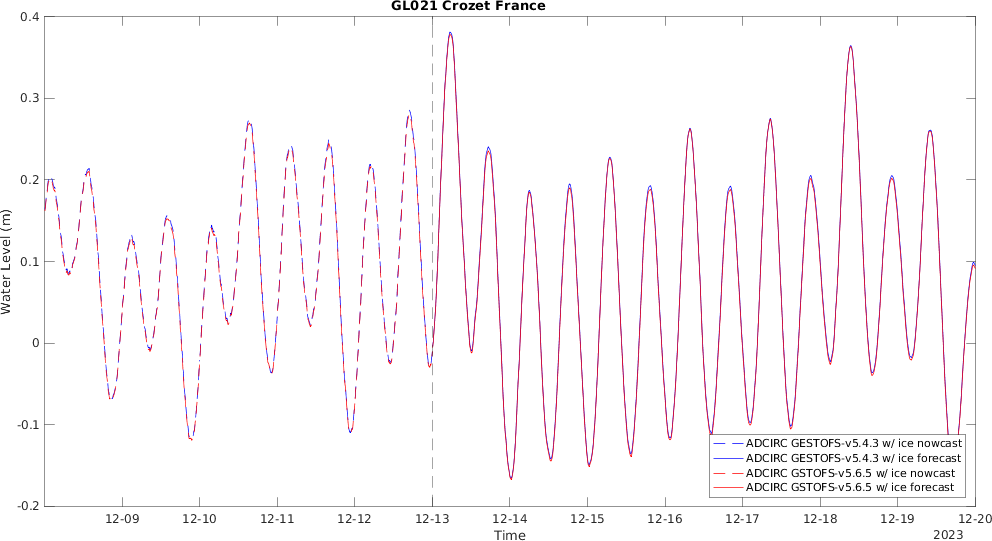 GL021 Crozet France
0.4
0.3
0.2
0.1
0
-0.1
-0.2
Water Level (m)
ADCIRC GESTOFS-v5.4.3 w/ ice nowcast
ADCIRC GESTOFS-v5.4.3 w/ ice forecast
ADCIRC GSTOFS-v5.6.5 w/ ice nowcast
ADCIRC GSTOFS-v5.6.5 w/ ice forecast
12-09 12-10 12-11 12-12 12-13 12-14 12-15 12-16 12-17 12-18 12-19 12-20
Time
2023